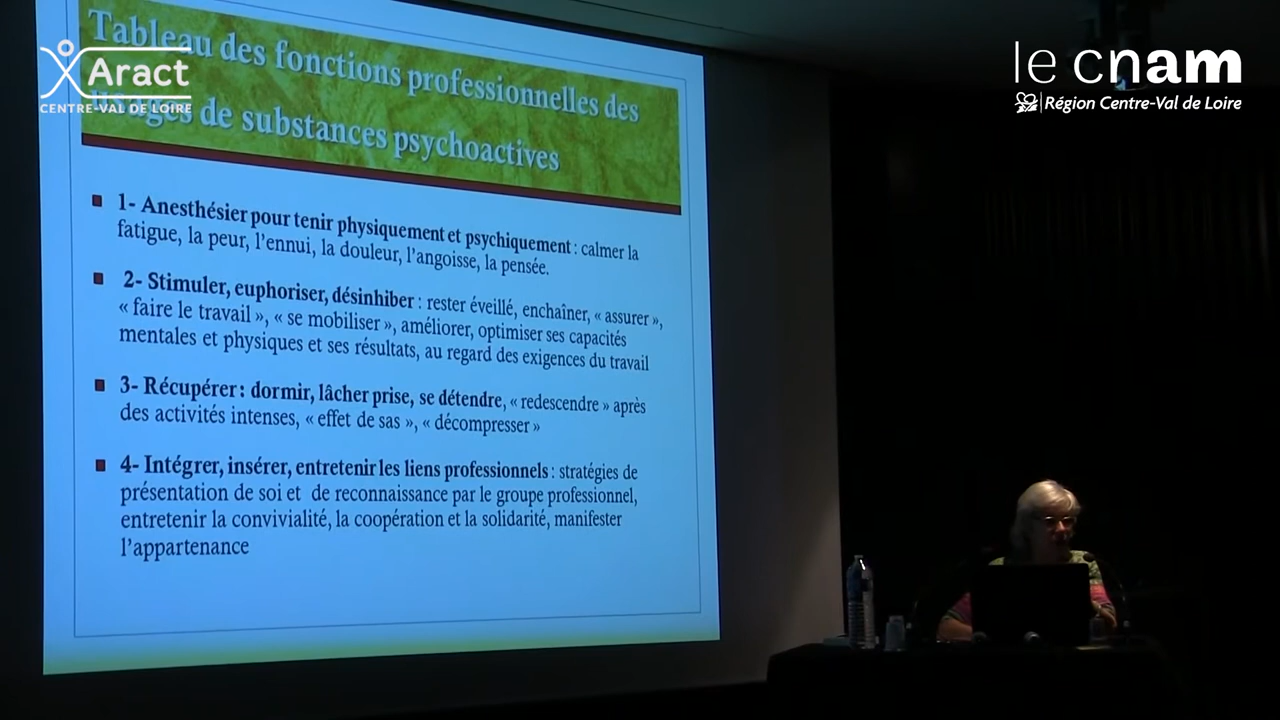 Tableau des fonctions professionnelles des
usages de substances psychoactives
Aract
CENTRE-VAL DE LOIRE
le cnam
Région Centre-Val de Loire
1- Anesthésier pour tenir physiquement et psychiquement : calmer la
fatigue, la peur, l’ennui, la douleur, l’angoisse, la pensée.
2- Stimuler, euphoriser, désinhiber : rester éveillé, enchaîner, « assurer »,
« faire le travail », « se mobiliser », améliorer, optimiser ses capacités
mentales et physiques et ses résultats, au regard des exigences du travail
3- Récupérer : dormir, lâcher prise, se détendre, « redescendre » après
des activités intenses, « effet de sas », « décompresser »
4- Intégrer, insérer, entretenir les liens professionnels : stratégies de
présentation de soi et de reconnaissance par le groupe professionnel,
entretenir la convivialité, la coopération et la solidarité, manifester
l’appartenance